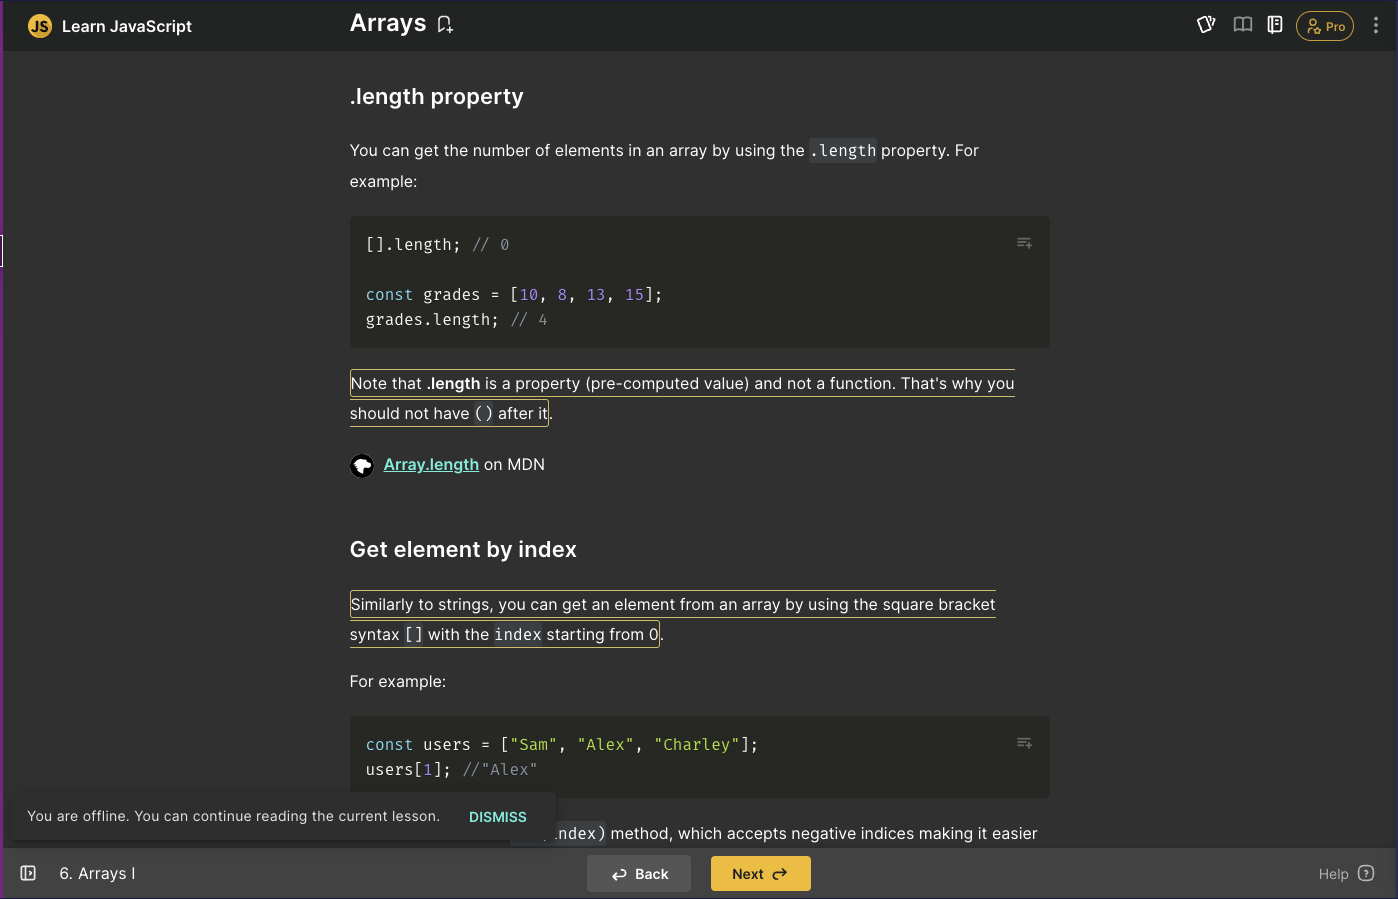 JS Learn JavaScript
Arrays
Pro
.length property
You can get the number of elements in an array by using the .length property. For
example:
[].length; // 0
const grades = [10, 8, 13, 15];
grades.length; // 4
Note that .length is a property (pre-computed value) and not a function. That's why you
should not have () after it.
Array.length on MDN
Get element by index
Similarly to strings, you can get an element from an array by using the square bracket
syntax [] with the index starting from 0.
For example:
const users = ["Sam", "Alex", "Charley"];
users[1]; //"Alex"
You are offline. You can continue reading the current lesson. DISMISS
index) method, which accepts negative indices making it easier
6. Arrays I
Back
Next
Help ?